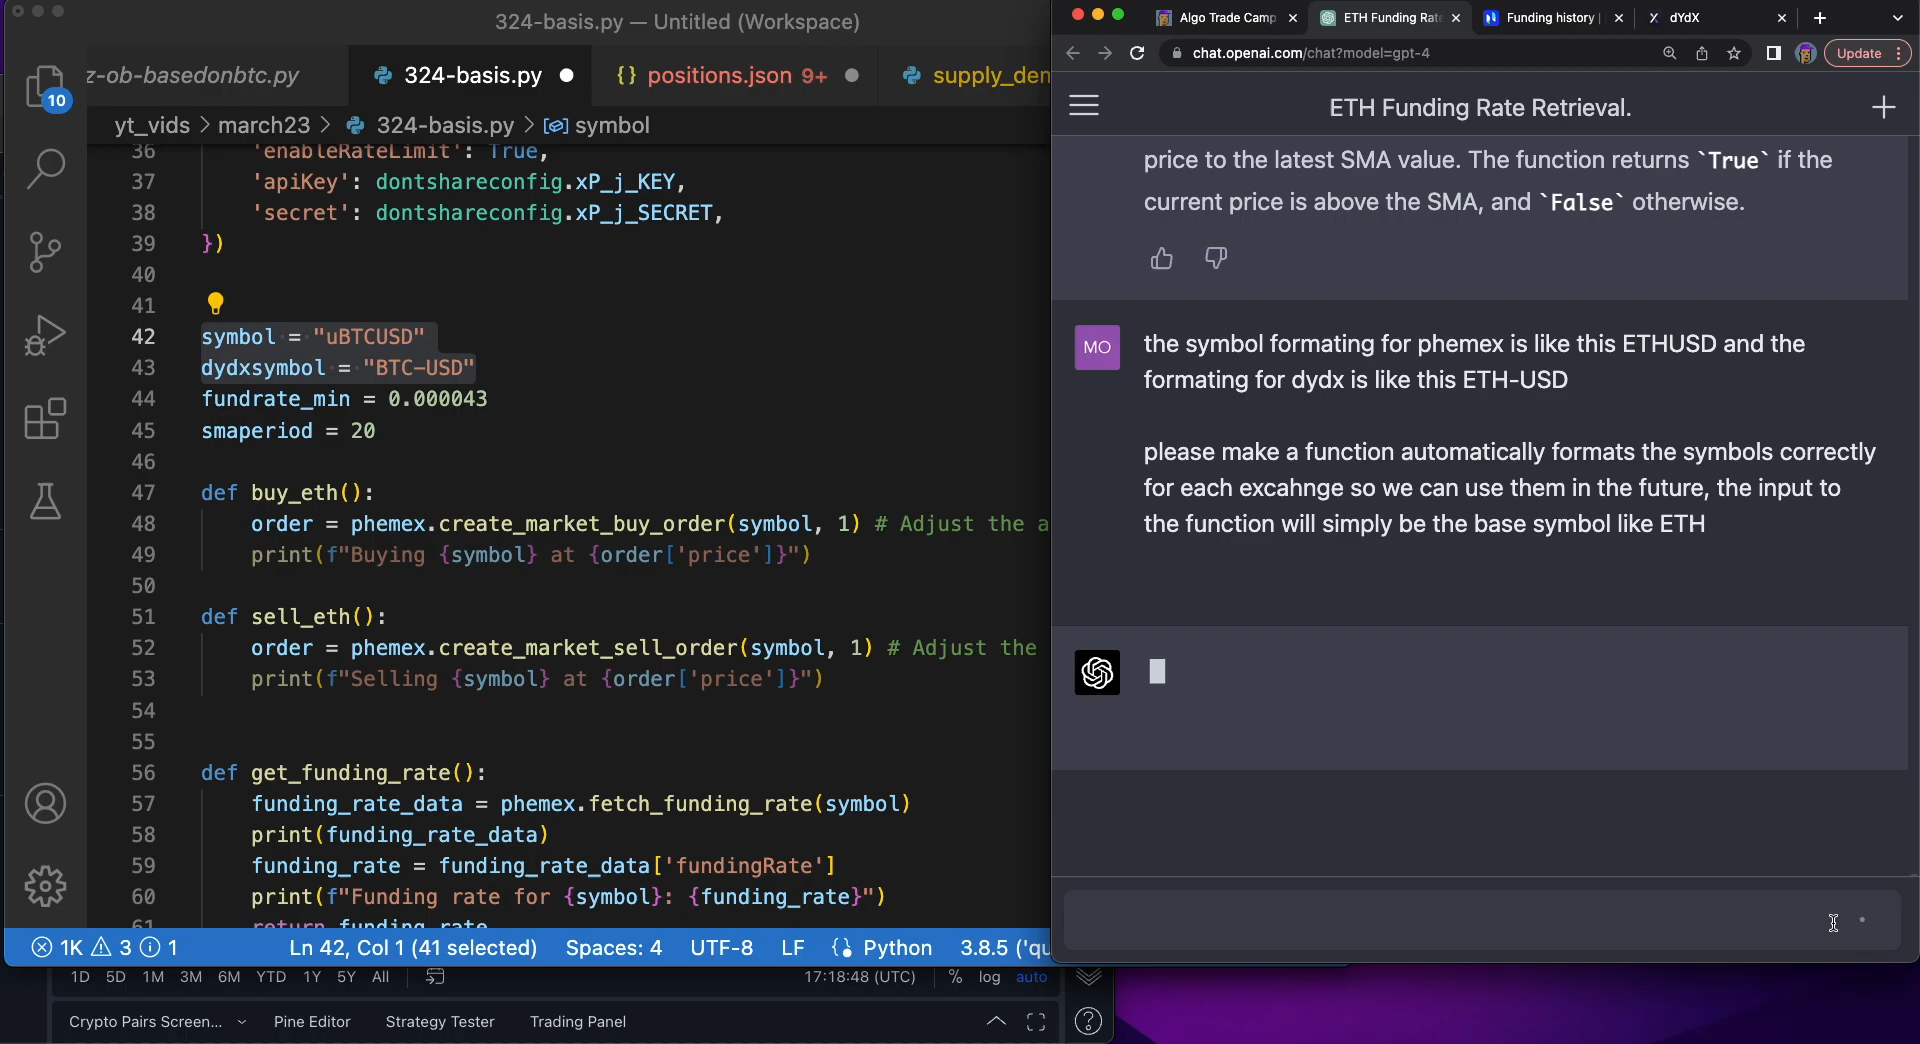 324-basis.py — Untitled (Workspace)
z-ob-basedonbtc.py
324-basis.py
{} positions.json 9+
supply_den
yt_vids > march23 > 324-basis.py > symbol
10
36 'enableRateLimit': True,
37 'apiKey': dontshareconfig.xP_j_KEY,
38 'secret': dontshareconfig.xP_j_SECRET,
39 })
40
41
42 symbol = "uBTCUSD"
43 dydxsymbol = "BTC-USD"
44 fundrate_min = 0.000043
45 smaperiod = 20
46
47 def buy_eth():
48 order = phemex.create_market_buy_order(symbol, 1) # Adjust the a
49 print(f"Buying {symbol} at {order['price']}")
50
51 def sell_eth():
52 order = phemex.create_market_sell_order(symbol, 1) # Adjust the
53 print(f"Selling {symbol} at {order['price']}")
54
55
56 def get_funding_rate():
57 funding_rate_data = phemex.fetch_funding_rate(symbol)
58 print(funding_rate_data)
59 funding_rate = funding_rate_data['fundingRate']
60 print(f"Funding rate for {symbol}: {funding_rate}")
61 return funding_rate
1K 3 1 Ln 42, Col 1 (41 selected) Spaces: 4 UTF-8 LF Python 3.8.5 ('qu
1D 5D 1M 3M 6M YTD 1Y 5Y All 17:18:48 (UTC) % log auto
Crypto Pairs Screen... Pine Editor Strategy Tester Trading Panel
Algo Trade Camp
ETH Funding Rat
Funding history |
dYdX
chat.openai.com/chat?model=gpt-4
Update
ETH Funding Rate Retrieval.
price to the latest SMA value. The function returns `True` if the
current price is above the SMA, and `False` otherwise.
MO
the symbol formating for phemex is like this ETHUSD and the
formating for dydx is like this ETH-USD
please make a function automatically formats the symbols correctly
for each excahnge so we can use them in the future, the input to
the function will simply be the base symbol like ETH